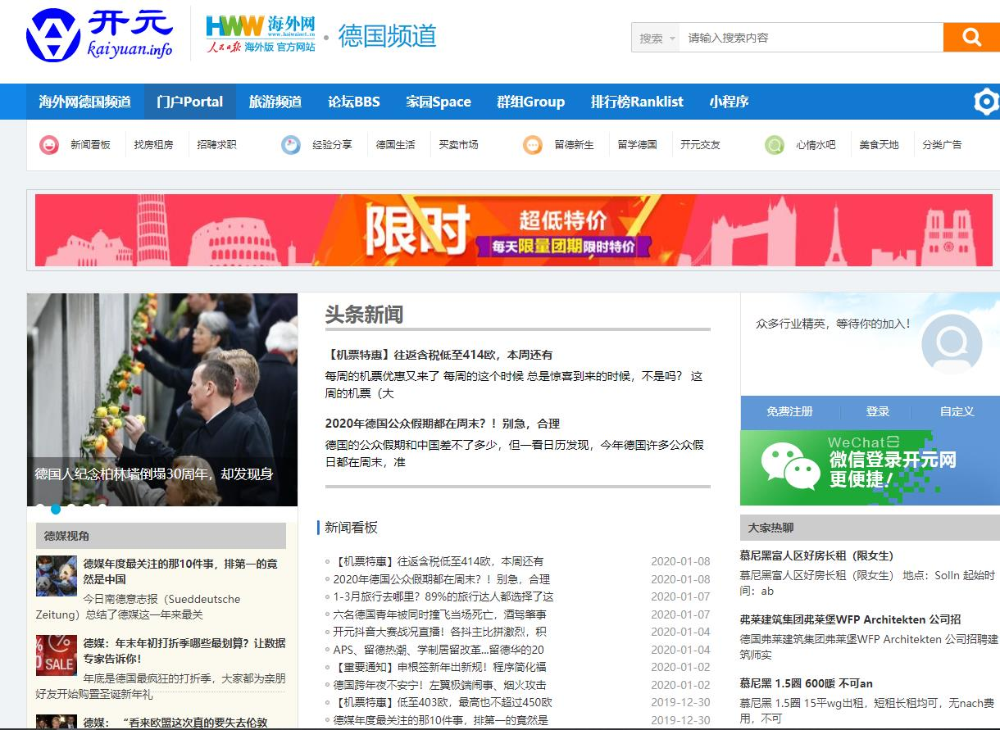 开元
kaiyuan.info
HWW 海外网
www.haiwainet.cn
人民日报 海外版 官方网站
· 德国频道
搜索 请输入搜索内容
海外网德国频道 门户Portal 旅游频道 论坛BBS 家园Space 群组Group 排行榜Ranklist 小程序
新闻看板 找房租房 招聘求职 经验分享 德国生活 买卖市场 留德新生 留学德国 开元交友 心情水吧 美食天地 分类广告
限时
超低特价
每天限量团期限时特价
德国人纪念柏林墙倒塌30周年，却发现身
德媒视角
德媒年度最关注的那10件事，排第一的竟
然是中国
今日南德意志报（Sueddeutsche
Zeitung）总结了德媒这一年来最关
德媒：年末年初打折季哪些最划算？让数据
专家告诉你！
SALE
年底是德国最疯狂的打折季，大家都为亲朋
好友开始购置圣诞新年礼
德媒：“看来欧盟这次真的要失去伦敦
头条新闻
【机票特惠】往返含税低至414欧，本周还有
每周的机票优惠又来了 每周的这个时候 总是惊喜到来的时候，不是吗？ 这
周的机票（大
2020年德国公众假期都在周末？！别急，合理
德国的公众假期和中国差不了多少，但一看日历发现，今年德国许多公众假
日都在周末，准
新闻看板
【机票特惠】往返含税低至414欧，本周还有 2020-01-08
2020年德国公众假期都在周末？！别急，合理 2020-01-08
1-3月旅行去哪里？89%的旅行达人都选择了这 2020-01-07
六名德国青年被同时撞飞当场死亡，酒驾肇事 2020-01-07
开元抖音大赛战况直播！各抖主比拼激烈，积 2020-01-04
APS、留德热潮、学制居留改革...留德华的20 2020-01-04
【重要通知】申根签新年出新规！程序简化福 2020-01-02
德国跨年夜不安宁！左翼极端闹事、烟火攻击 2020-01-02
【机票特惠】低至403欧，最高也不超过450欧 2019-12-30
德媒年度最关注的那10件事，排第一的竟然是 2019-12-30
众多行业精英，等待你的加入！
免费注册 登录 自定义
WeChat
微信登录开元网
更便捷！
大家热聊
慕尼黑富人区好房长租（限女生）
慕尼黑富人区好房长租（限女生） 地点：Solln 起始时
间：ab
弗莱建筑集团弗莱堡WFP Architekten 公司招
德国弗莱建筑集团弗莱堡WFP Architekten 公司招聘建
筑师实
慕尼黑 1.5圈 600暖 不可an
慕尼黑 1.5圈 15平wg出租，短租长租均可，无nach费
用，不可